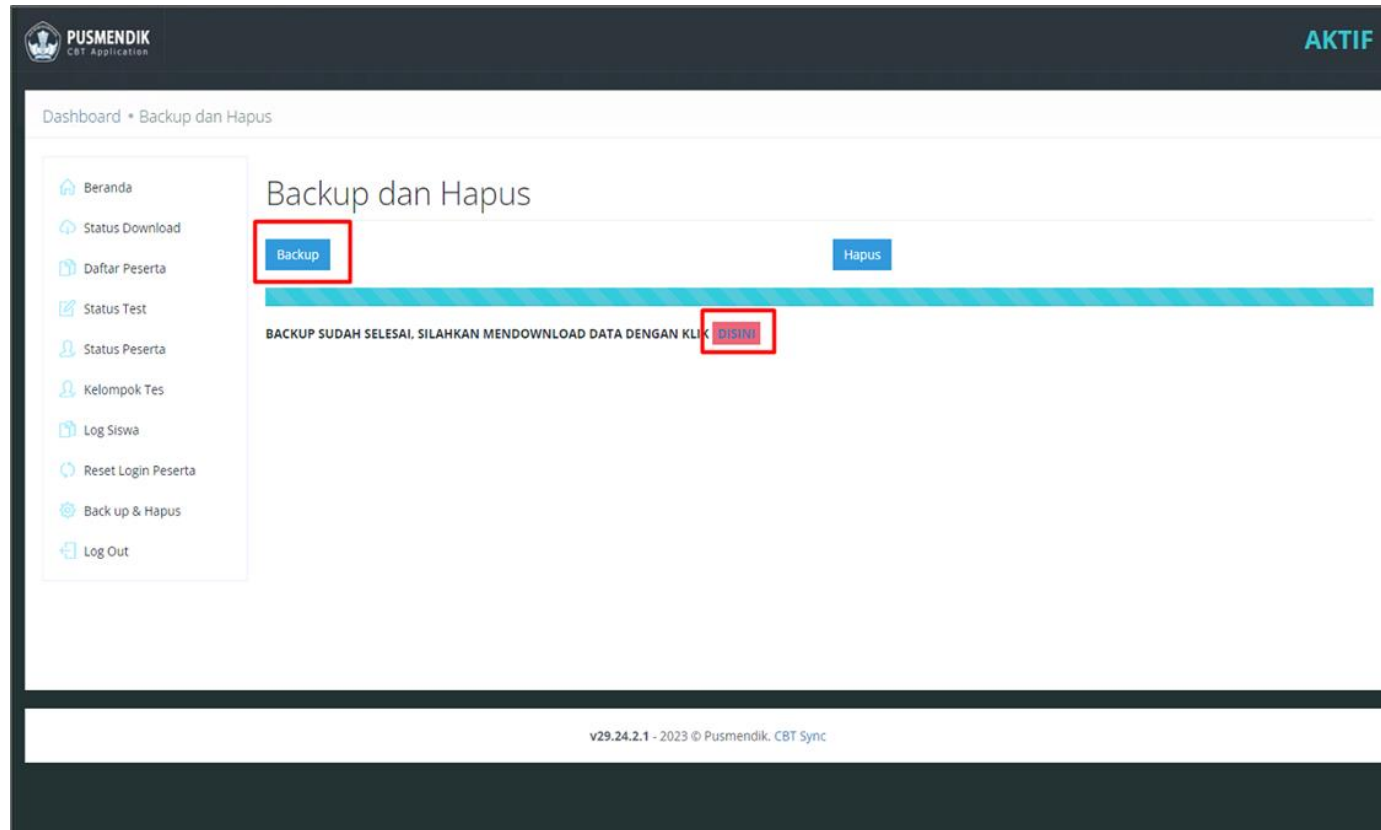 PUSMENDIK
CBT Application
AKTIF
Dashboard • Backup dan Hapus
Beranda
Status Download
Daftar Peserta
Status Test
Status Peserta
Kelompok Tes
Log Siswa
Reset Login Peserta
Back up & Hapus
Log Out
Backup dan Hapus
Backup
Hapus
BACKUP SUDAH SELESAI, SILAHKAN MENDOWNLOAD DATA DENGAN KLIK DISINI
v29.24.2.1 - 2023 © Pusmendik. CBT Sync